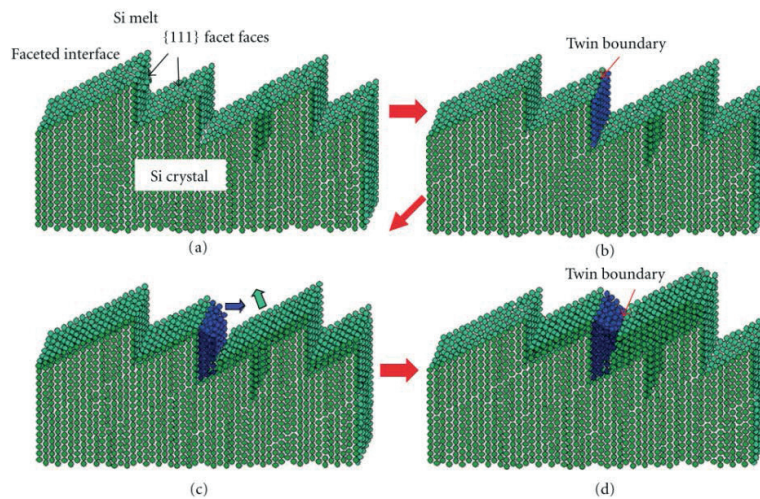 Si melt
{111} facet faces
Faceted interface
Si crystal
(a)
Twin boundary
(b)
(c)
Twin boundary
(d)